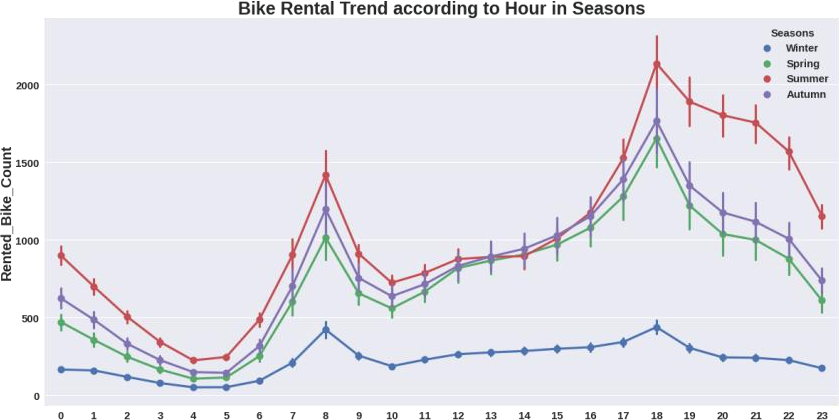 Bike Rental Trend according to Hour in Seasons
Seasons
Winter
Spring
Summer
Autumn
Rented_Bike_Count
2000
1500
1000
500
0
0 1 2 3 4 5 6 7 8 9 10 11 12 13 14 15 16 17 18 19 20 21 22 23